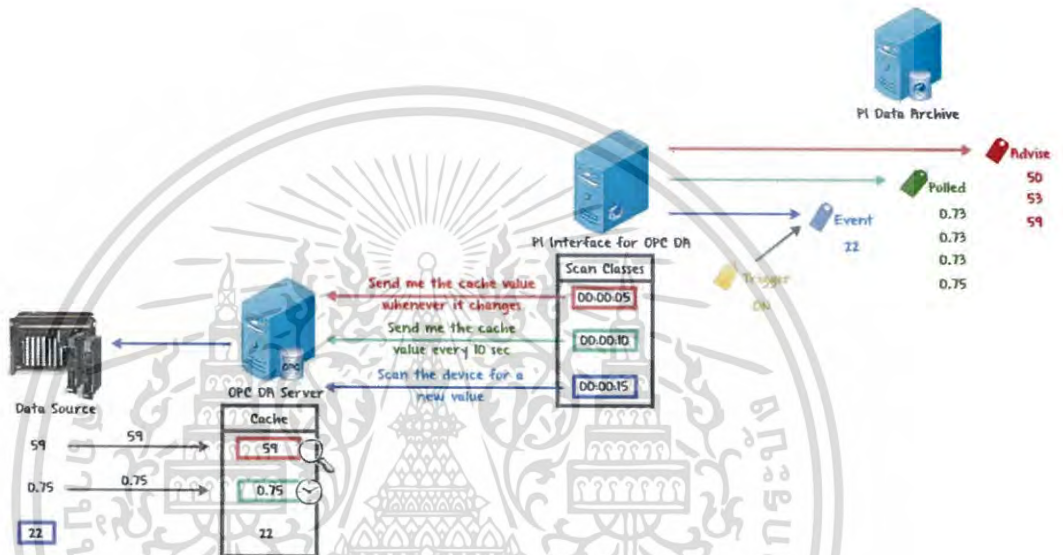 PI Data Archive
Advise
50
53
59
Polled
0.73
0.73
0.73
0.75
Event
22
Trigger
ON
PI Interface for OPC DA
Scan Classes
00:00:05
00:00:10
00:00:15
Send me the cache value
whenever it changes
Send me the cache
value every 10 sec
Scan the device for a
new value
OPC
OPC DA Server
Data Source
Cache
59
59
59
0.75
0.75
0.75
22
22